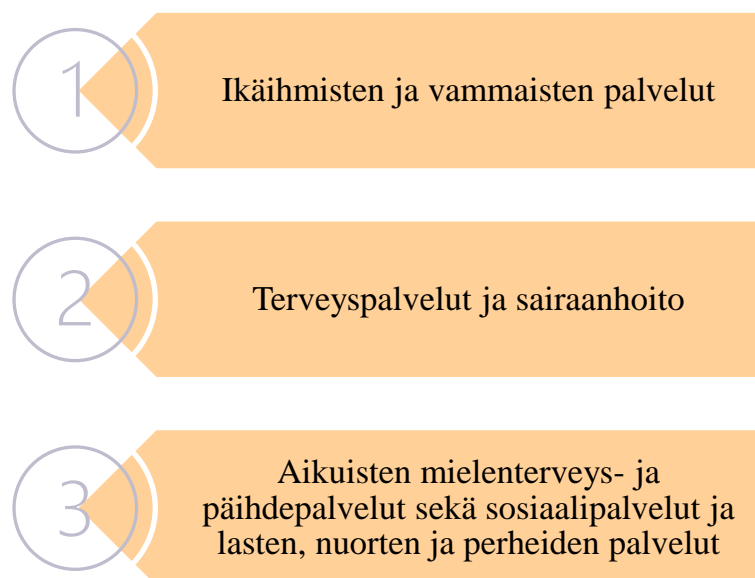 1
Ikäihmisten ja vammaisten palvelut
2
Terveyspalvelut ja sairaanhoito
3
Aikuisten mielenterveys- ja
päihdepalvelut sekä sosiaalipalvelut ja
lasten, nuorten ja perheiden palvelut